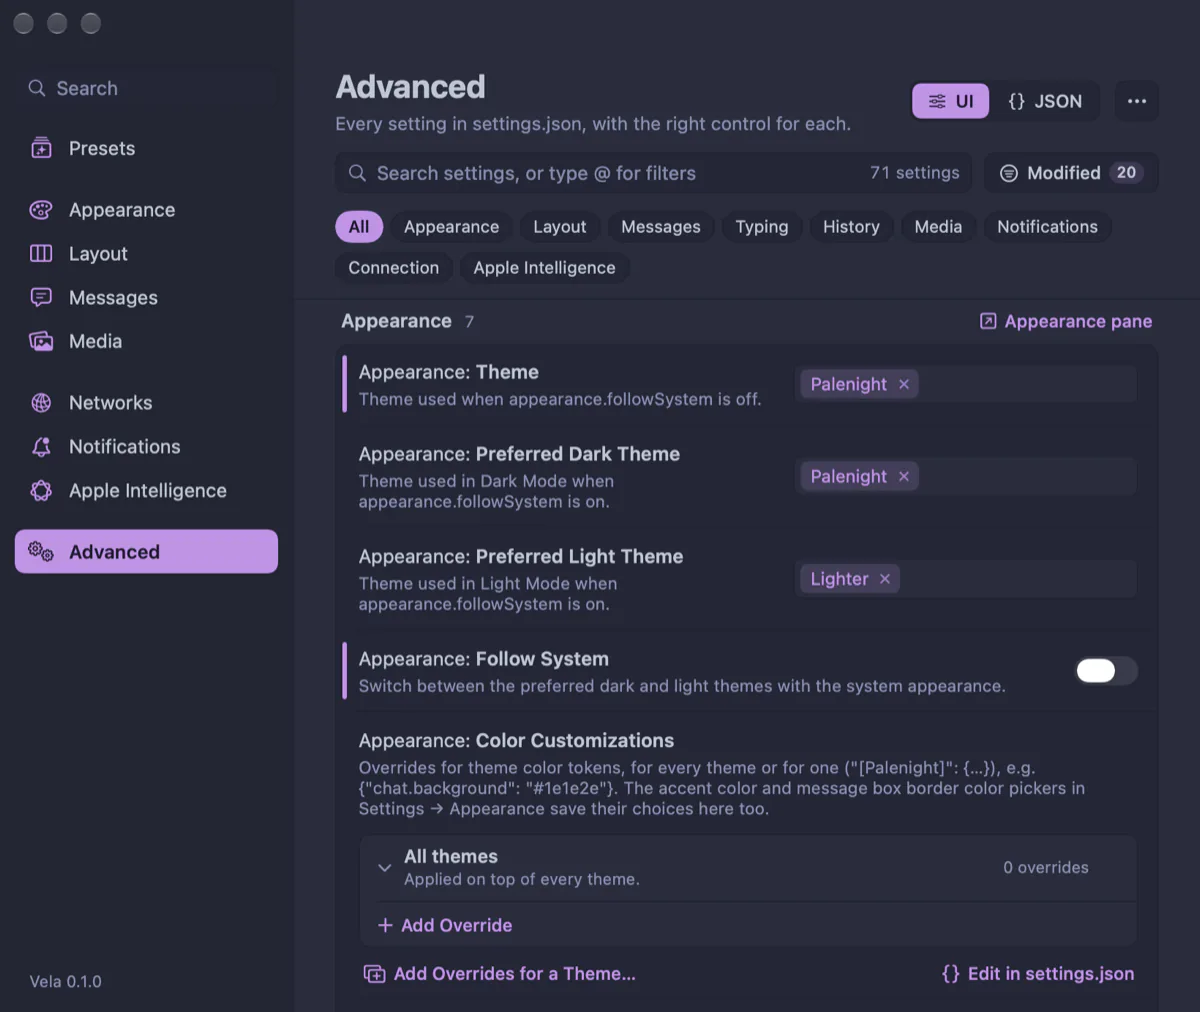 Search
Presets
Appearance
Layout
Messages
Media
Networks
Notifications
Apple Intelligence
Advanced
Vela 0.1.0
Advanced
Every setting in settings.json, with the right control for each.
UI
{} JSON
Search settings, or type @ for filters
71 settings
Modified 20
All
Appearance
Layout
Messages
Typing
History
Media
Notifications
Connection
Apple Intelligence
Appearance 7
Appearance pane
Appearance: Theme
Theme used when appearance.followSystem is off.
Palenight ×
Appearance: Preferred Dark Theme
Theme used in Dark Mode when
appearance.followSystem is on.
Palenight ×
Appearance: Preferred Light Theme
Theme used in Light Mode when
appearance.followSystem is on.
Lighter ×
Appearance: Follow System
Switch between the preferred dark and light themes with the system appearance.
Appearance: Color Customizations
Overrides for theme color tokens, for every theme or for one ("[Palenight]": {…}), e.g.
{"chat.background": "#1e1e2e"}. The accent color and message box border color pickers in
Settings → Appearance save their choices here too.
All themes
Applied on top of every theme.
0 overrides
+ Add Override
Add Overrides for a Theme...
{} Edit in settings.json